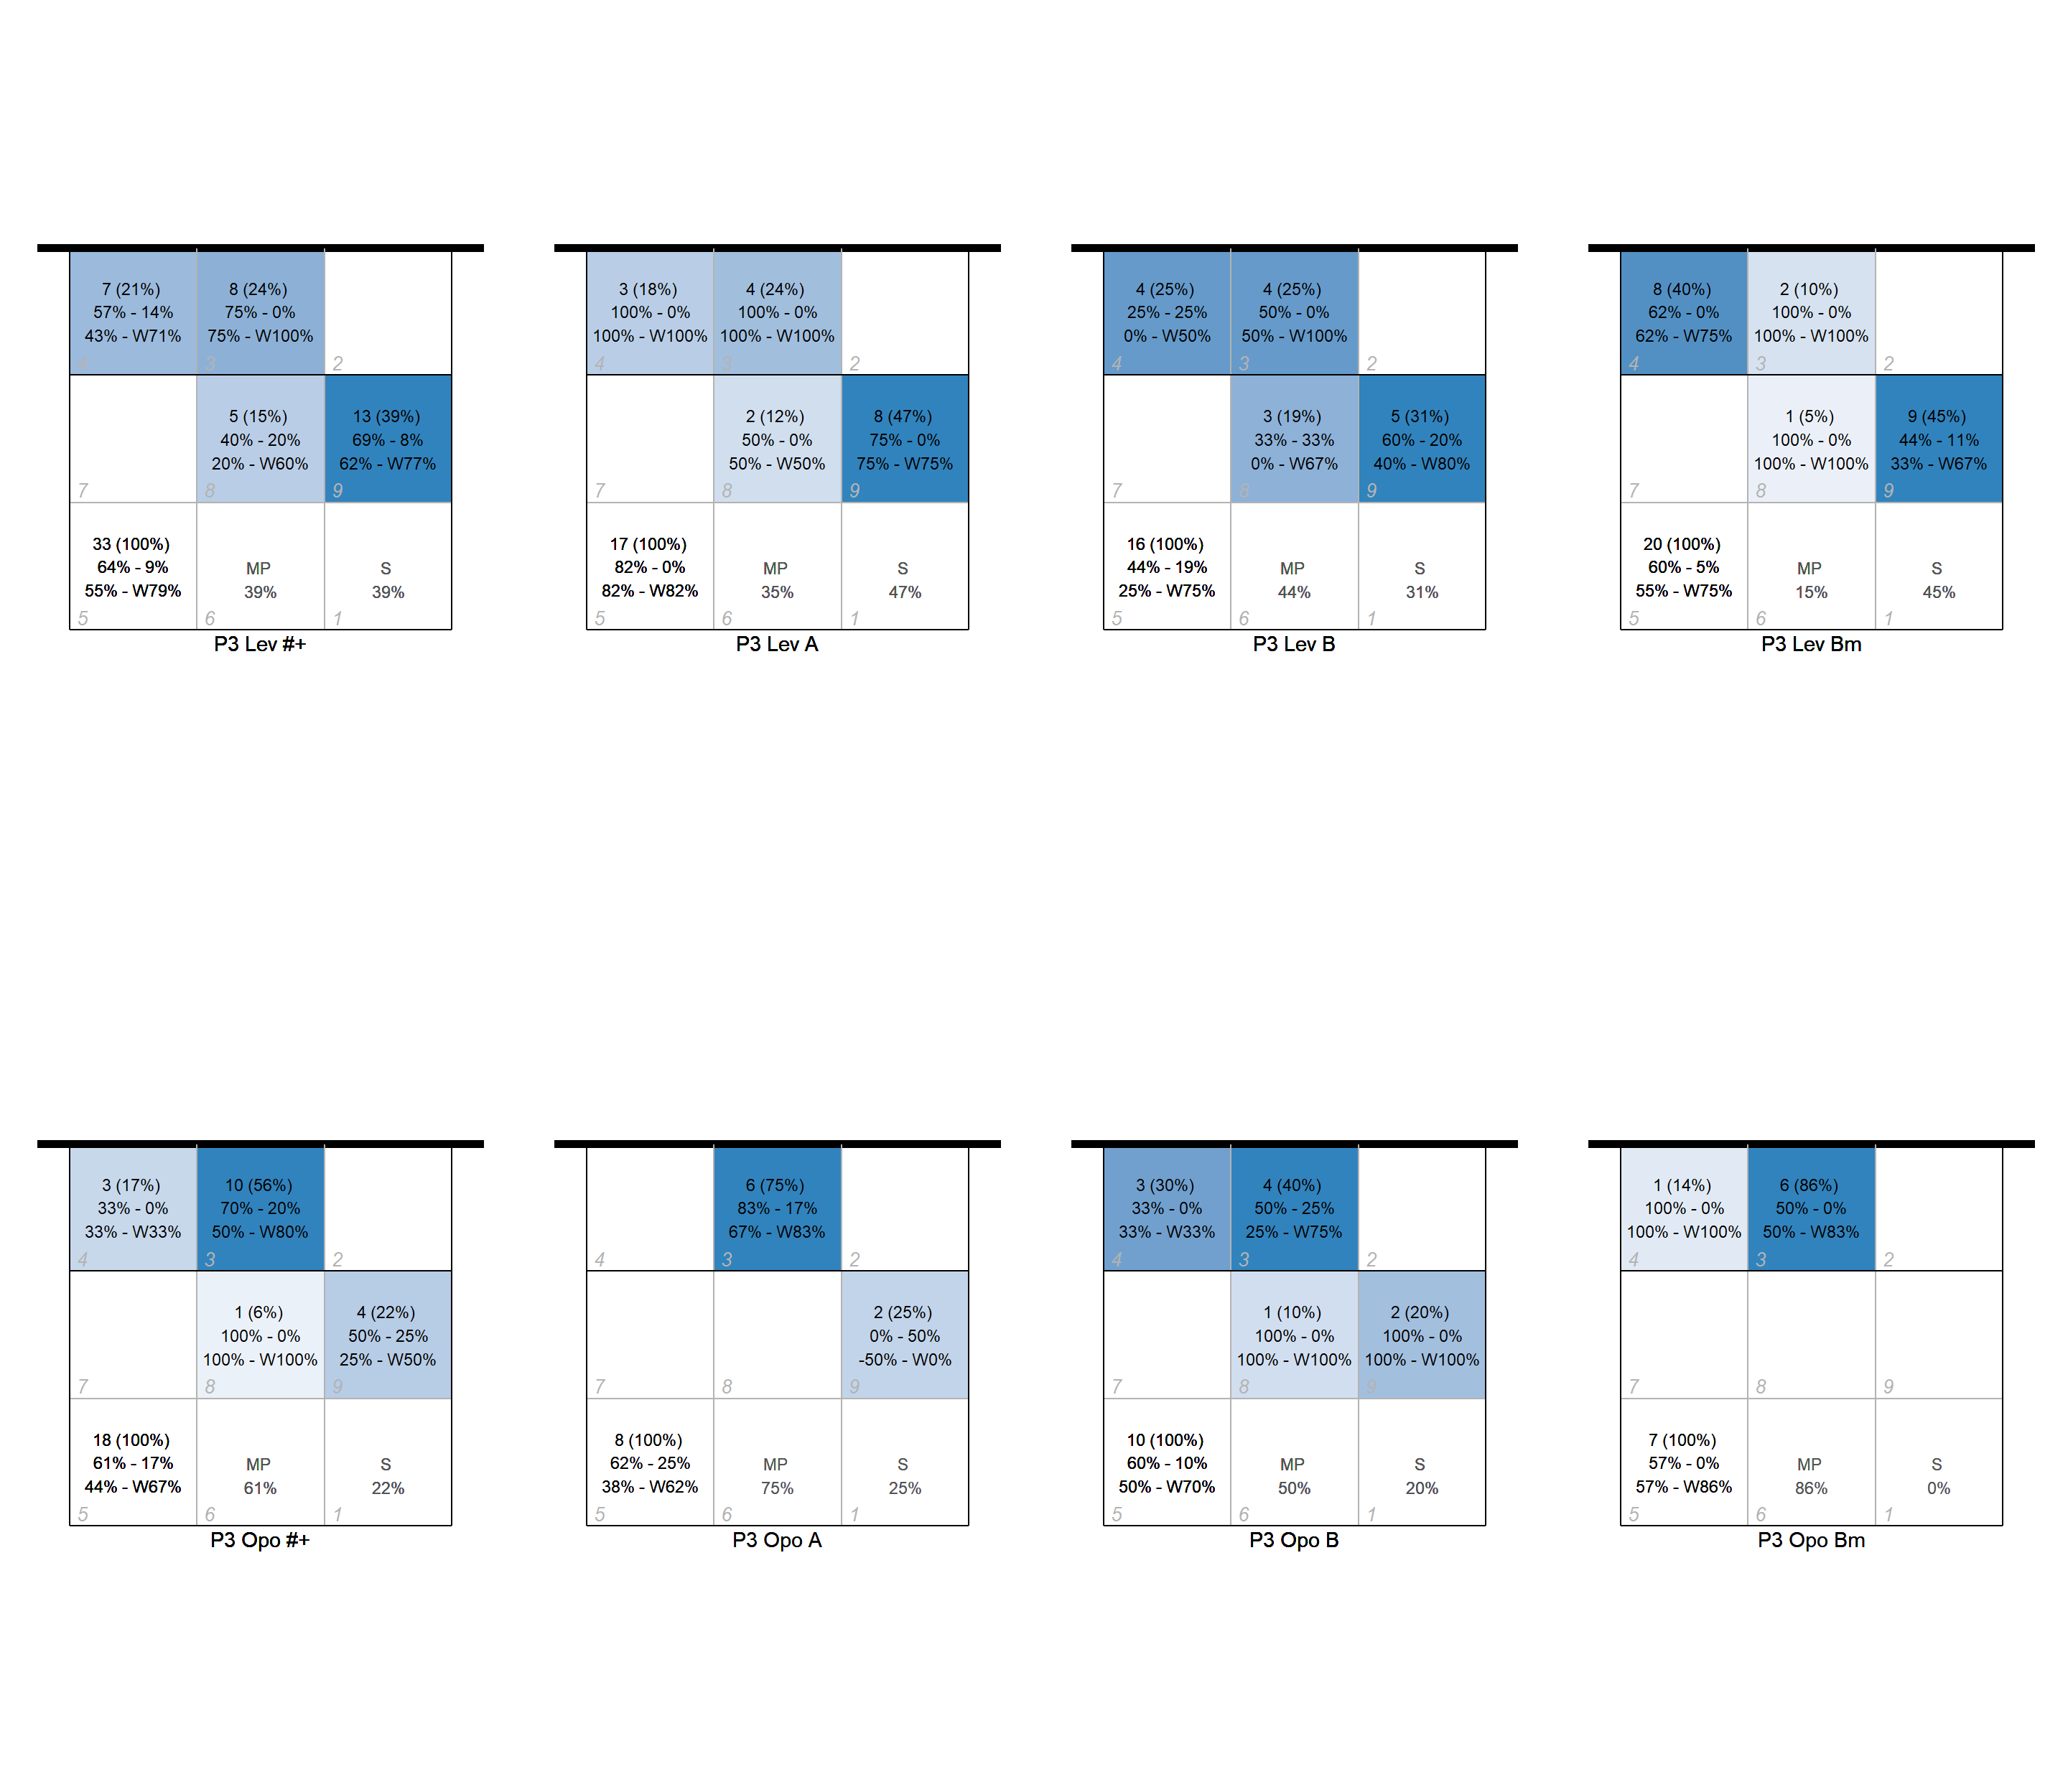 7 (21%)
57% - 14%
43% - W71%
4
8 (24%)
75% - 0%
75% - W100%
3
2
7
5 (15%)
40% - 20%
20% - W60%
8
13 (39%)
69% - 8%
62% - W77%
9
33 (100%)
64% - 9%
55% - W79%
5
MP
39%
6
S
39%
1
P3 Lev #+
3 (18%)
100% - 0%
100% - W100%
4
4 (24%)
100% - 0%
100% - W100%
3
2
7
2 (12%)
50% - 0%
50% - W50%
8
8 (47%)
75% - 0%
75% - W75%
9
17 (100%)
82% - 0%
82% - W82%
5
MP
35%
6
S
47%
1
P3 Lev A
4 (25%)
25% - 25%
0% - W50%
4
4 (25%)
50% - 0%
50% - W100%
3
2
7
3 (19%)
33% - 33%
0% - W67%
8
5 (31%)
60% - 20%
40% - W80%
9
16 (100%)
44% - 19%
25% - W75%
5
MP
44%
6
S
31%
1
P3 Lev B
8 (40%)
62% - 0%
62% - W75%
4
2 (10%)
100% - 0%
100% - W100%
3
2
7
1 (5%)
100% - 0%
100% - W100%
8
9 (45%)
44% - 11%
33% - W67%
9
20 (100%)
60% - 5%
55% - W75%
5
MP
15%
6
S
45%
1
P3 Lev Bm
3 (17%)
33% - 0%
33% - W33%
4
10 (56%)
70% - 20%
50% - W80%
3
2
7
1 (6%)
100% - 0%
100% - W100%
8
4 (22%)
50% - 25%
25% - W50%
9
18 (100%)
61% - 17%
44% - W67%
5
MP
61%
6
S
22%
1
P3 Opo #+
4
6 (75%)
83% - 17%
67% - W83%
3
2
7
8
2 (25%)
0% - 50%
-50% - W0%
9
8 (100%)
62% - 25%
38% - W62%
5
MP
75%
6
S
25%
1
P3 Opo A
3 (30%)
33% - 0%
33% - W33%
4
4 (40%)
50% - 25%
25% - W75%
3
2
7
1 (10%)
100% - 0%
100% - W100%
8
2 (20%)
100% - 0%
100% - W100%
9
10 (100%)
60% - 10%
50% - W70%
5
MP
50%
6
S
20%
1
P3 Opo B
1 (14%)
100% - 0%
100% - W100%
4
6 (86%)
50% - 0%
50% - W83%
3
2
7
8
9
7 (100%)
57% - 0%
57% - W86%
5
MP
86%
6
S
0%
1
P3 Opo Bm